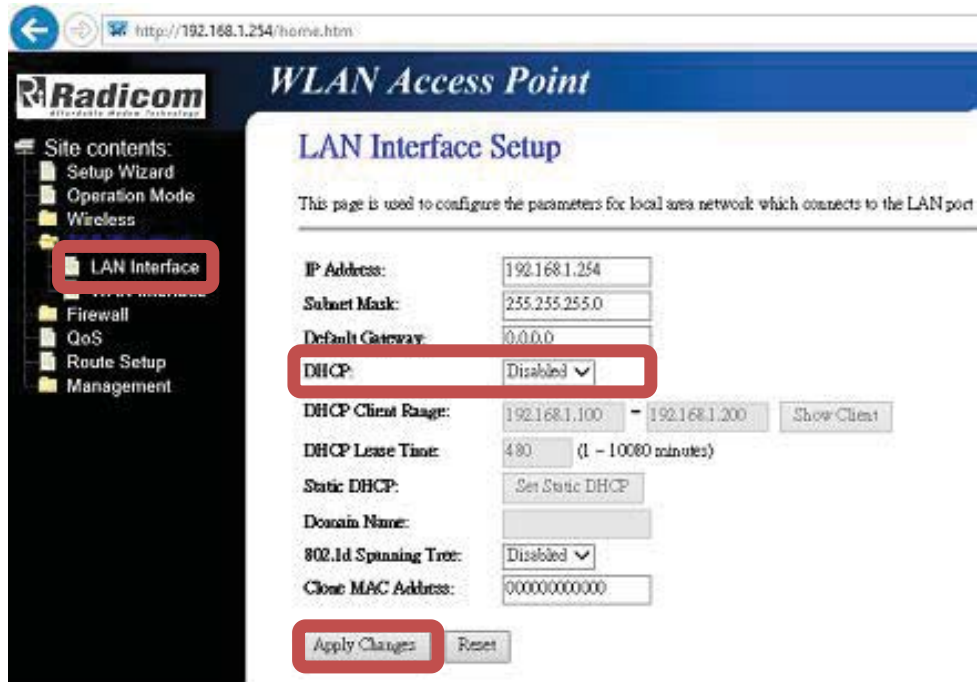 http://192.168.1.254/home.htm
Radicom
WLAN Access Point
Site contents:
Setup Wizard
Operation Mode
Wireless
LAN Interface
Firewall
QoS
Route Setup
Management
LAN Interface Setup
This page is used to configure the parameters for local area network which connects to the LAN port
IP Address: 192.168.1.254
Subnet Mask: 255.255.255.0
Default Gateway: 0.0.0.0
DHCP: Disabled
DHCP Client Range: 192.168.1.100 - 192.168.1.200 Show Client
DHCP Lease Time: 480 (1 ~ 10080 minutes)
Static DHCP: Set Static DHCP
Domain Name:
802.1d Spanning Tree: Disabled
Clone MAC Address: 000000000000
Apply Changes Reset